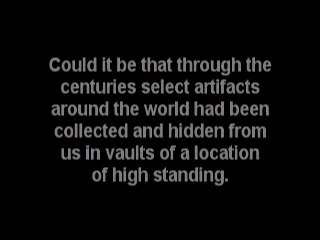 Could it be that through the
centuries select artifacts
around the world had been
collected and hidden from
us in vaults of a location
of high standing.